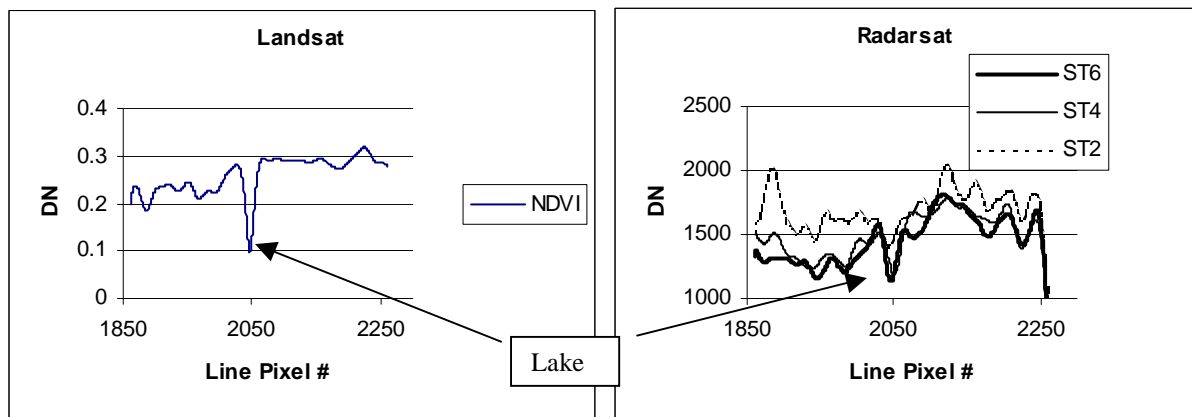 Landsat
0.4
0.3
0.2
0.1
0
DN
1850 2050 2250
Line Pixel #
NDVI
Radarsat
ST6
ST4
ST2
2500
2000
1500
1000
DN
1850 2050 2250
Line Pixel #
Lake